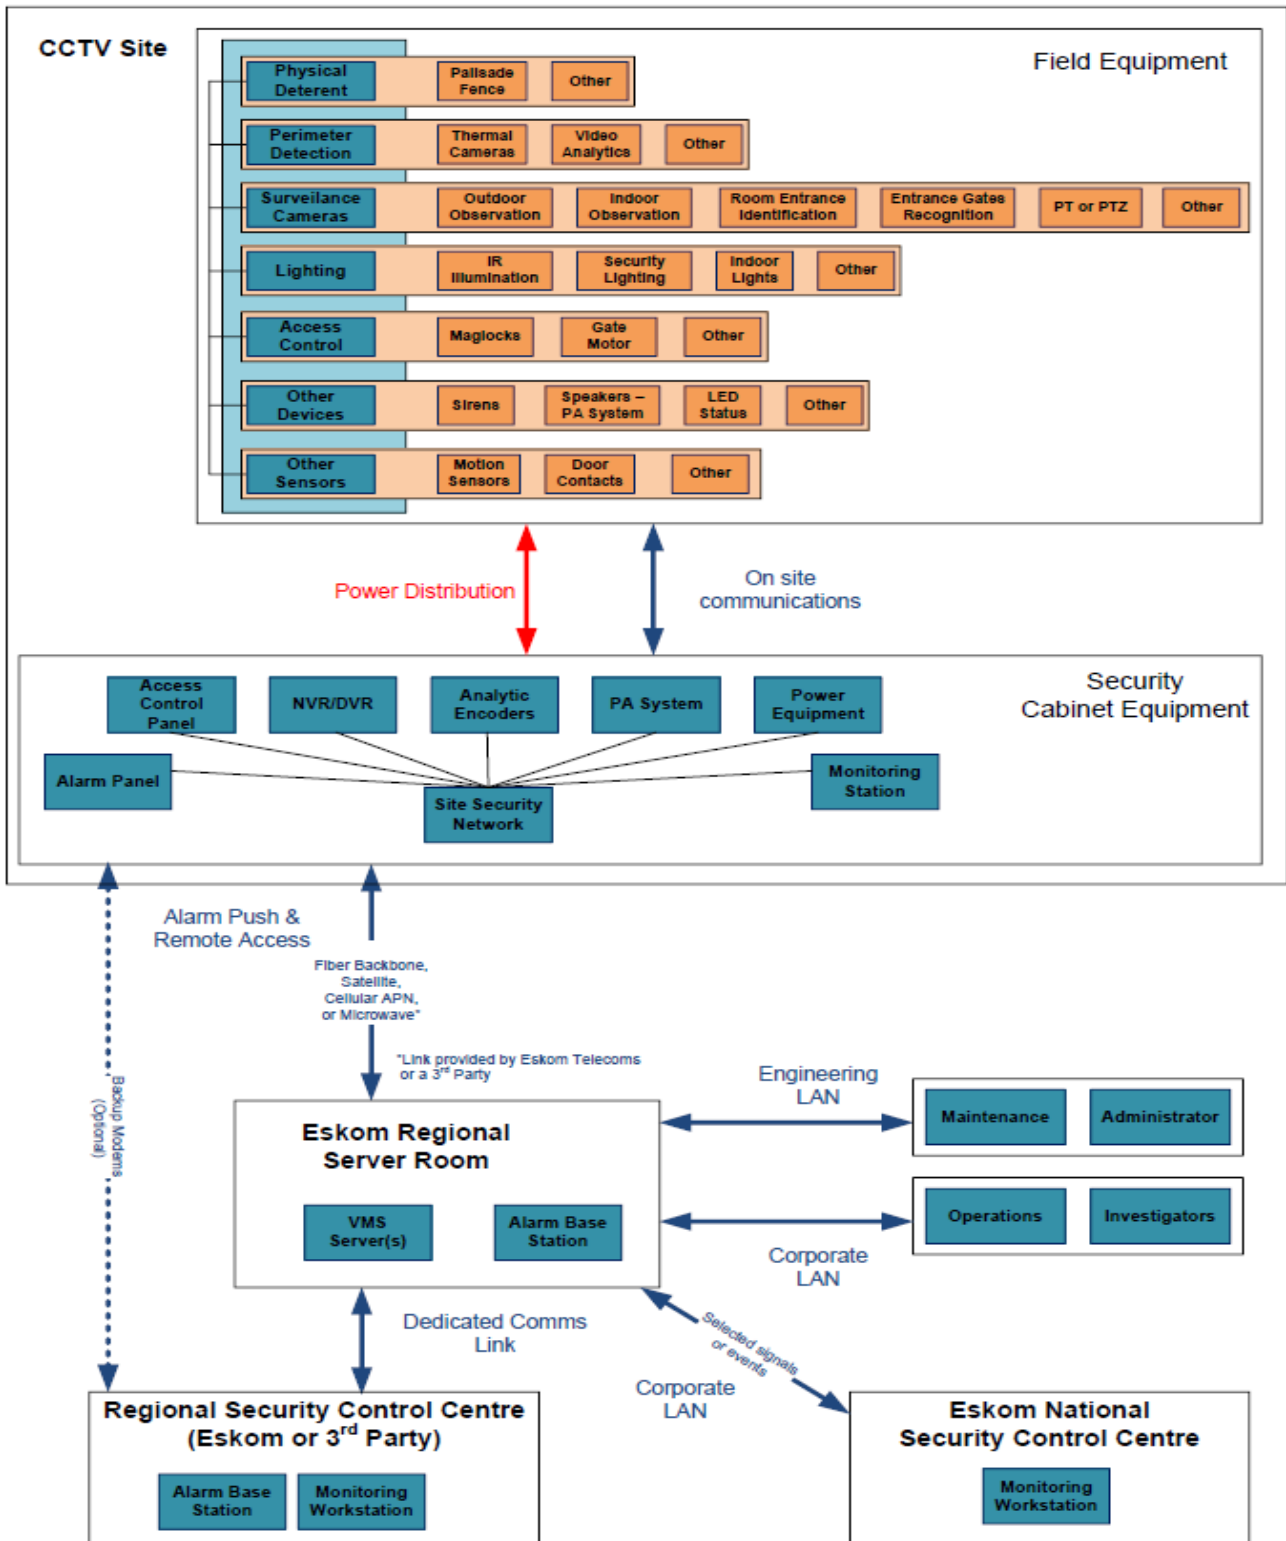 CCTV Site
Field Equipment
Physical
Deterent
Palisade
Fence
Other
Perimeter
Detection
Thermal
Cameras
Video
Analytics
Other
Surveilance
Cameras
Outdoor
Observation
Indoor
Observation
Room Entrance
Identification
Entrance Gates
Recognition
PT or PTZ
Other
Lighting
IR
Illumination
Security
Lighting
Indoor
Lights
Other
Access
Control
Maglocks
Gate
Motor
Other
Other
Devices
Sirens
Speakers –
PA System
LED
Status
Other
Other
Sensors
Motion
Sensors
Door
Contacts
Other
Power Distribution
On site
communications
Security
Cabinet Equipment
Access
Control
Panel
NVR/DVR
Analytic
Encoders
PA System
Power
Equipment
Alarm Panel
Site Security
Network
Monitoring
Station
Alarm Push &
Remote Access
Fiber Backbone,
Satellite,
Cellular APN,
or Microwave*
*Link provided by Eskom Telecoms
or a 3rd Party
Backup Modems
(Optional)
Eskom Regional
Server Room
VMS
Server(s)
Alarm Base
Station
Engineering
LAN
Maintenance
Administrator
Operations
Investigators
Corporate
LAN
Dedicated Comms
Link
Selected signals
or events
Corporate
LAN
Regional Security Control Centre
(Eskom or 3rd Party)
Alarm Base
Station
Monitoring
Workstation
Eskom National
Security Control Centre
Monitoring
Workstation